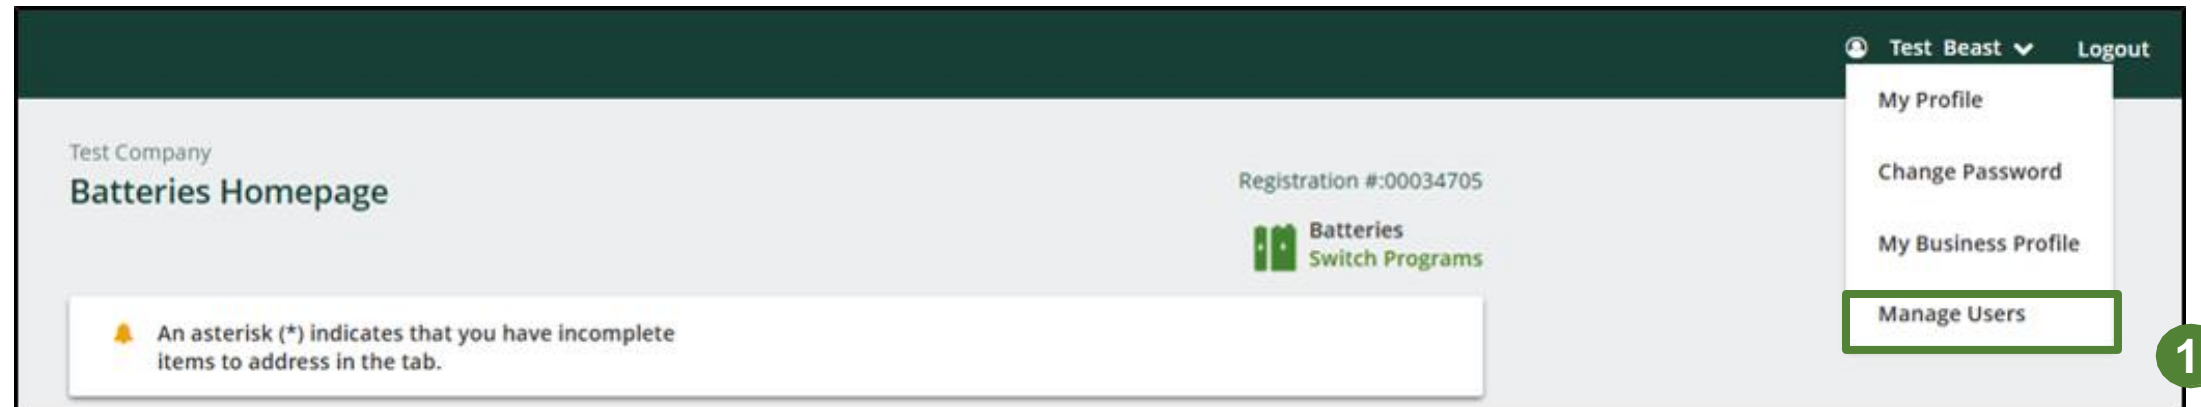 Test Beast
Logout
My Profile
Change Password
My Business Profile
Manage Users
1
Test Company
Batteries Homepage
Registration #:00034705
Batteries
Switch Programs
An asterisk (*) indicates that you have incomplete
items to address in the tab.